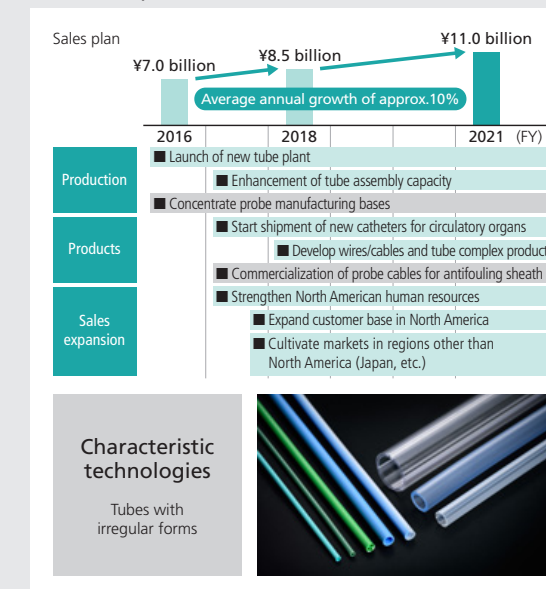 Sales plan
¥7.0 billion
¥8.5 billion
¥11.0 billion
Average annual growth of approx.10%
2016
2018
2021
(FY)
Production
■ Launch of new tube plant
■ Enhancement of tube assembly capacity
■ Concentrate probe manufacturing bases
Products
■ Start shipment of new catheters for circulatory organs
■ Develop wires/cables and tube complex product
■ Commercialization of probe cables for antifouling sheath
Sales
expansion
■ Strengthen North American human resources
■ Expand customer base in North America
■ Cultivate markets in regions other than
North America (Japan, etc.)
Characteristic
technologies
Tubes with
irregular forms